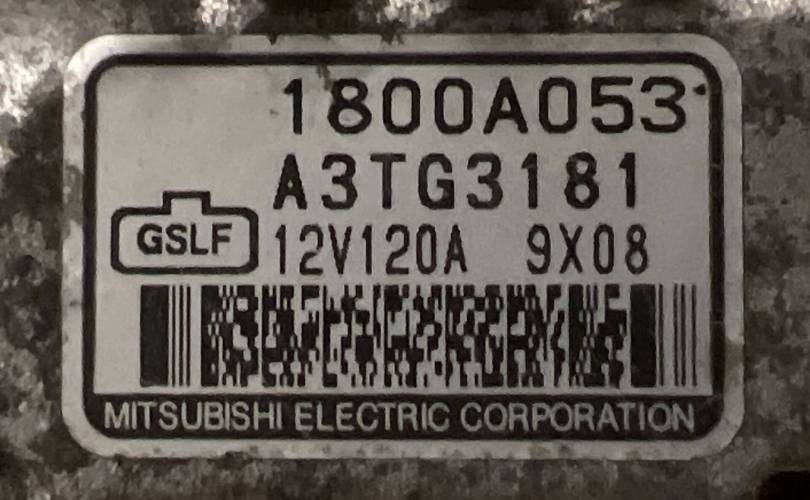 1800A053
A3TG3181
GSLF
12V120A 9X08
MITSUBISHI ELECTRIC CORPORATION